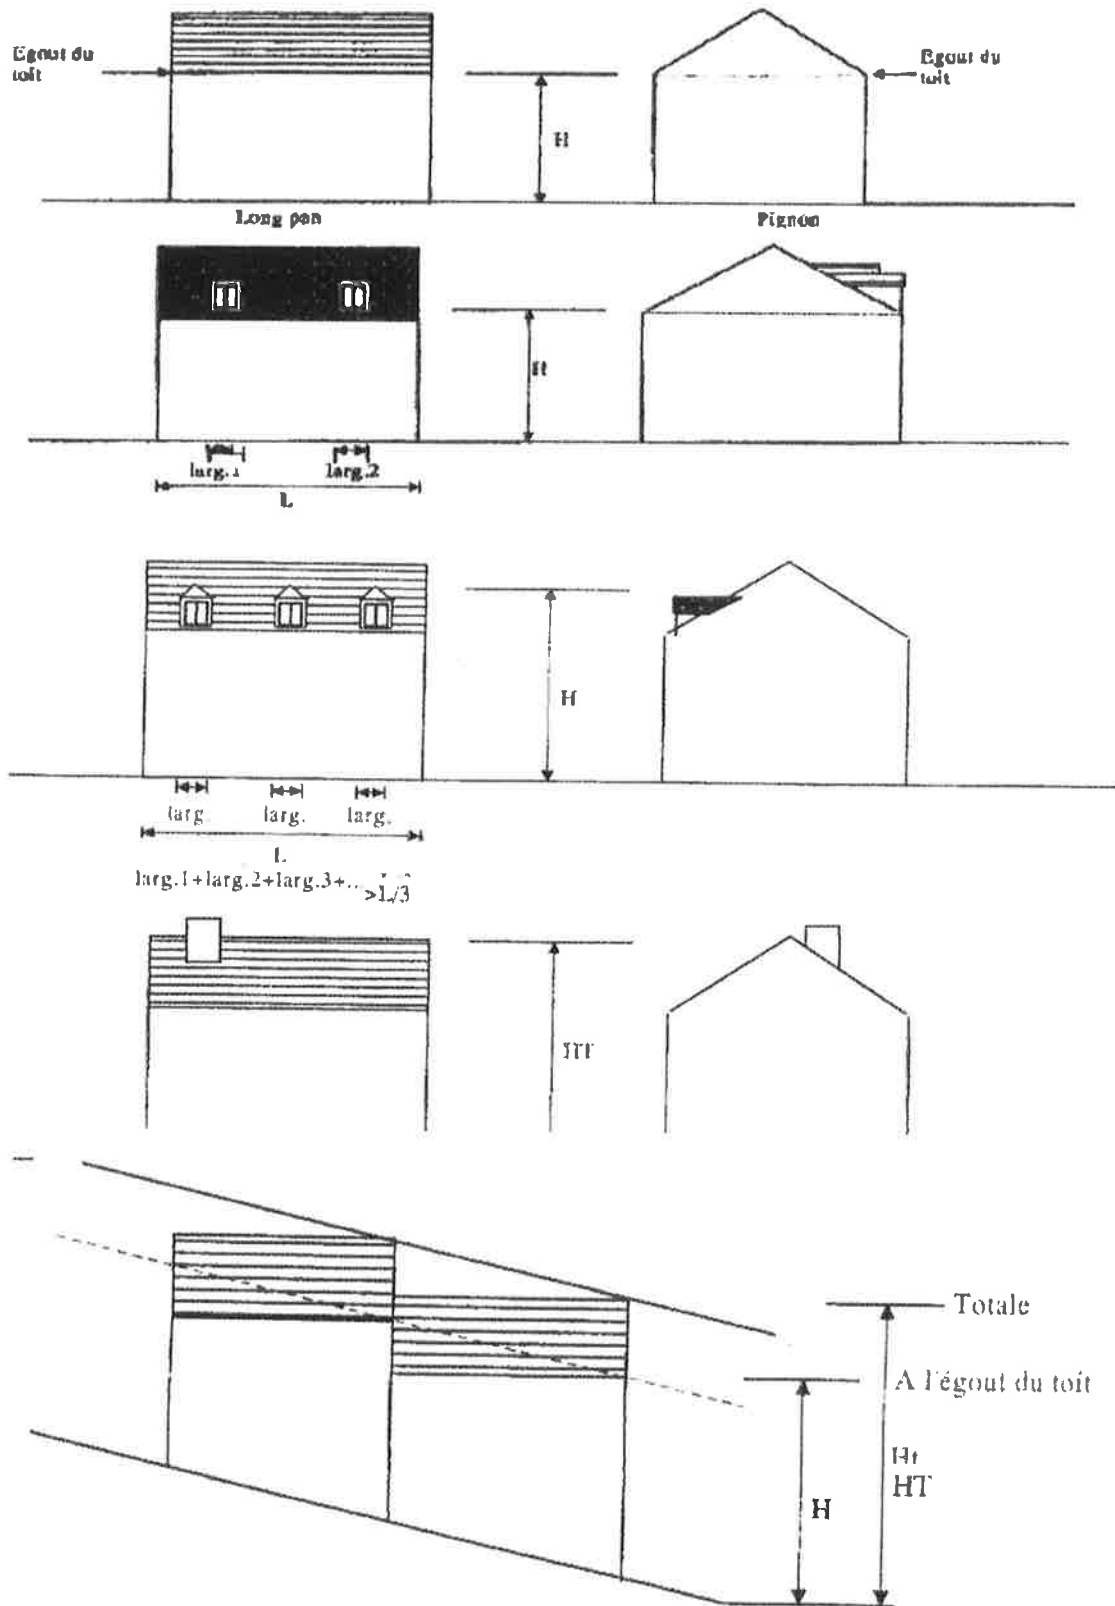 Egout du
toit
H
Egout du
toit
Long pan
Pignon
H
larg.1
larg.2
L
H
larg.
larg.
larg.
L
larg.1+larg.2+larg.3+...
>L/3
HT
Totale
A l'égout du toit
Ht
HT
H